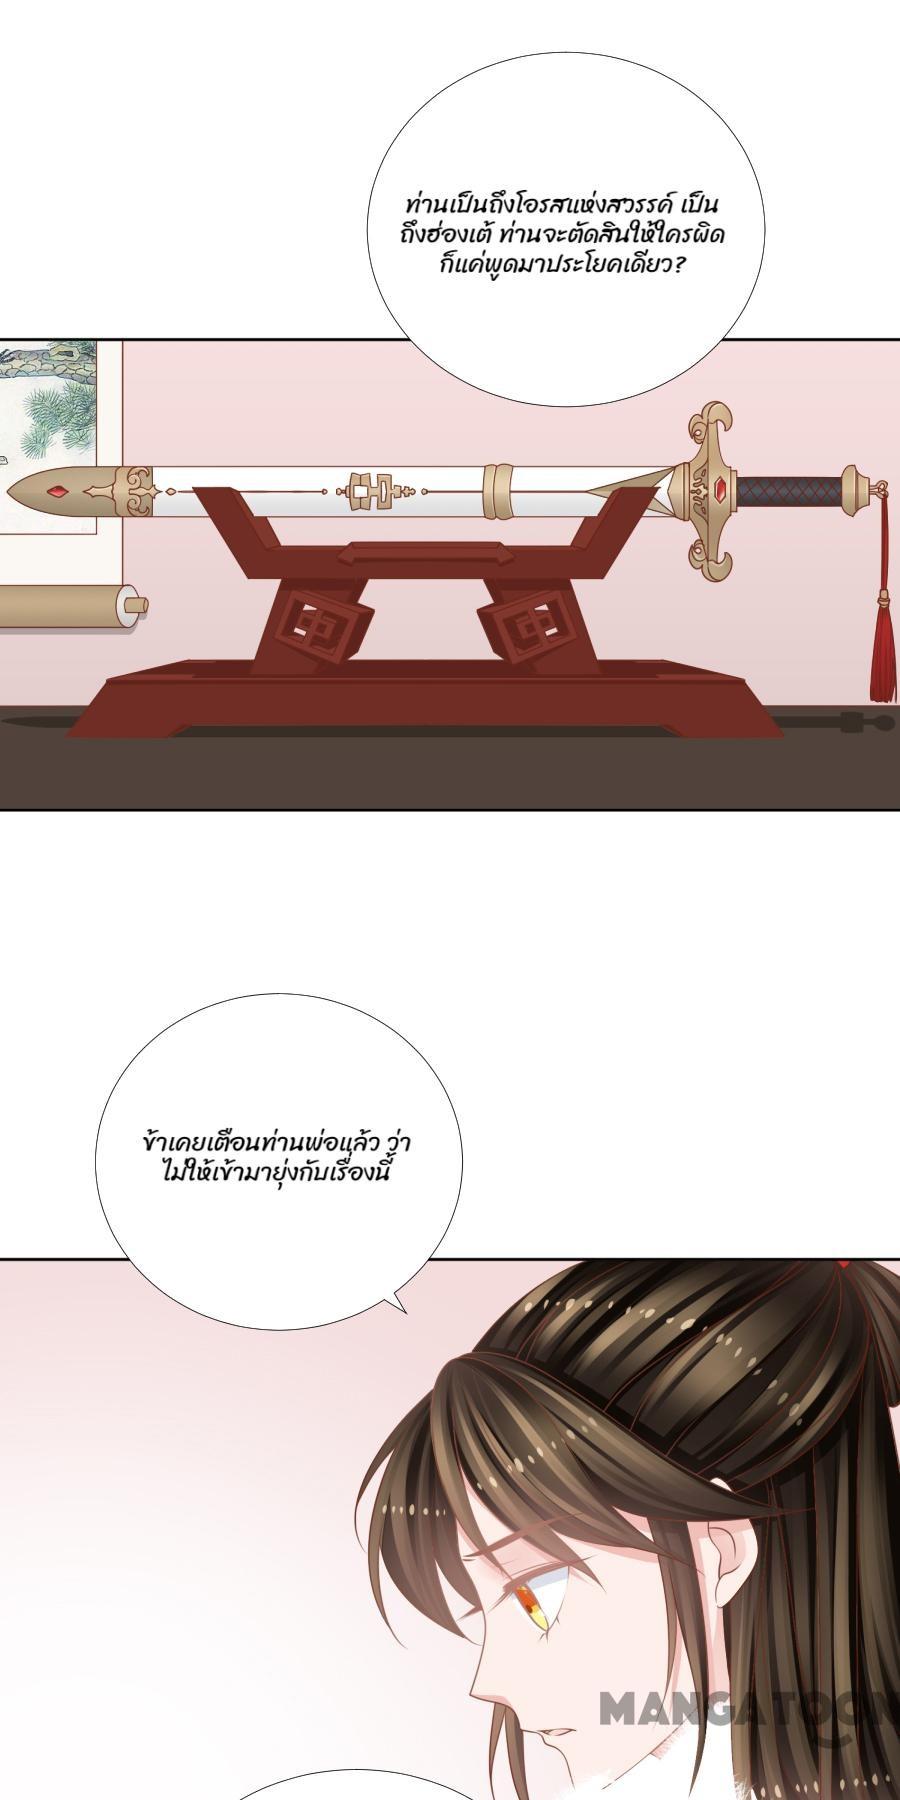 ท่านเป็นถึงโอรสแห่งสวรรค์ เป็น
ถึงฮ่องเต้ ท่านจะตัดสินให้ใครผิด
ก็แค่พูดมาประโยคเดียว?
ข้าเคยเตือนท่านพ่อแล้ว ว่า
ไม่ให้เข้ามายุ่งกับเรื่องนี้
MANGATOON